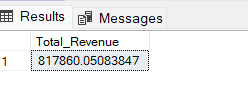 Results Messages
Total_Revenue
1 817860.05083847